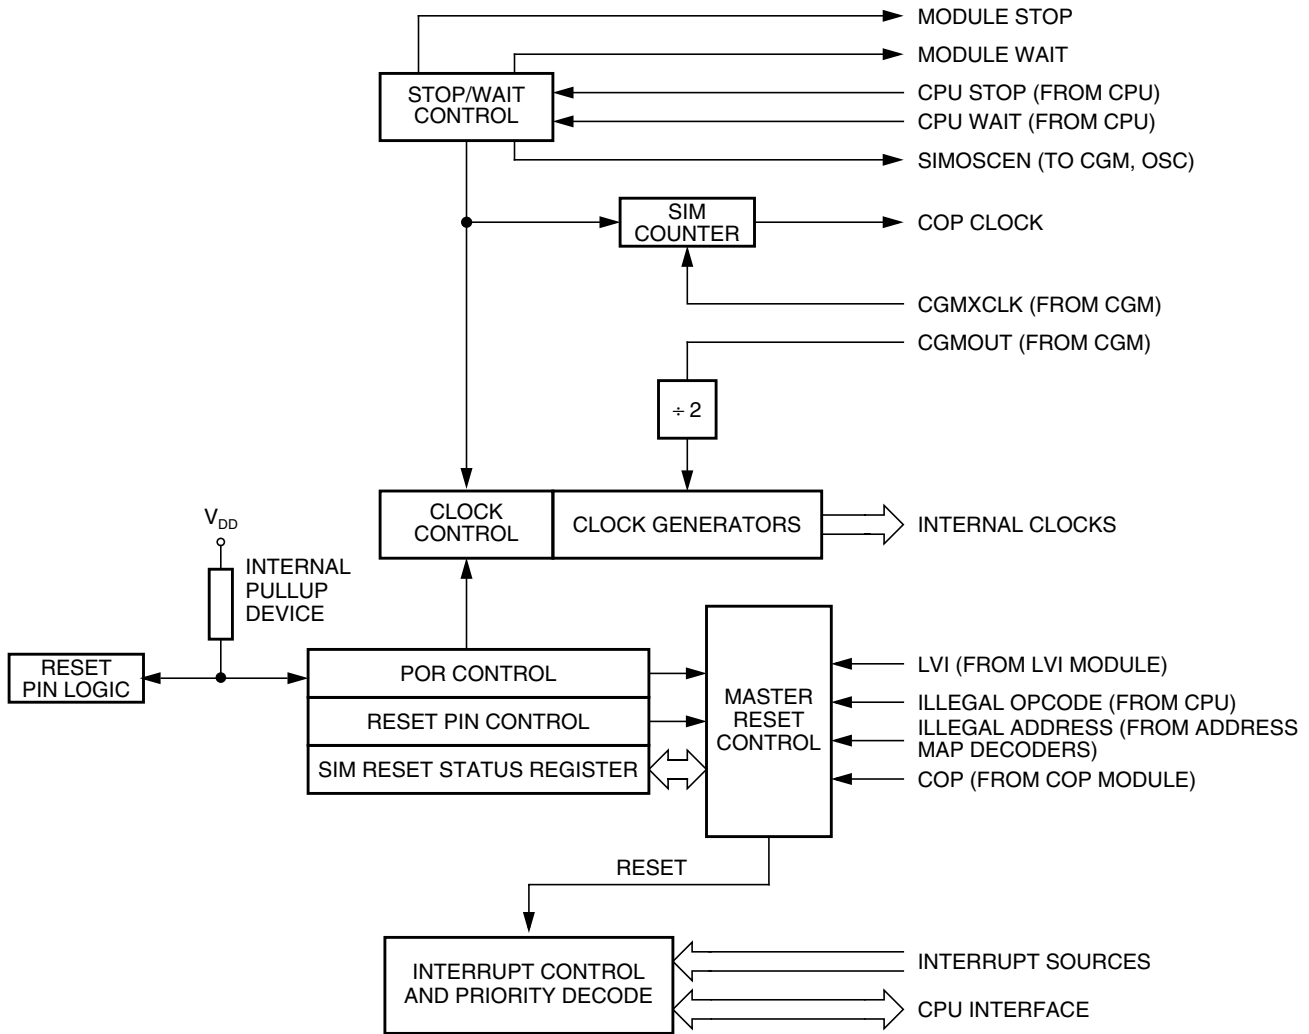 MODULE STOP
MODULE WAIT
STOP/WAIT
CONTROL
CPU STOP (FROM CPU)
CPU WAIT (FROM CPU)
SIMOSCEN (TO CGM, OSC)
SIM
COUNTER
COP CLOCK
CGMXCLK (FROM CGM)
CGMOUT (FROM CGM)
÷ 2
CLOCK
CONTROL
CLOCK GENERATORS
INTERNAL CLOCKS
VDD
INTERNAL
PULLUP
DEVICE
RESET
PIN LOGIC
POR CONTROL
RESET PIN CONTROL
SIM RESET STATUS REGISTER
MASTER
RESET
CONTROL
LVI (FROM LVI MODULE)
ILLEGAL OPCODE (FROM CPU)
ILLEGAL ADDRESS (FROM ADDRESS
MAP DECODERS)
COP (FROM COP MODULE)
RESET
INTERRUPT CONTROL
AND PRIORITY DECODE
INTERRUPT SOURCES
CPU INTERFACE